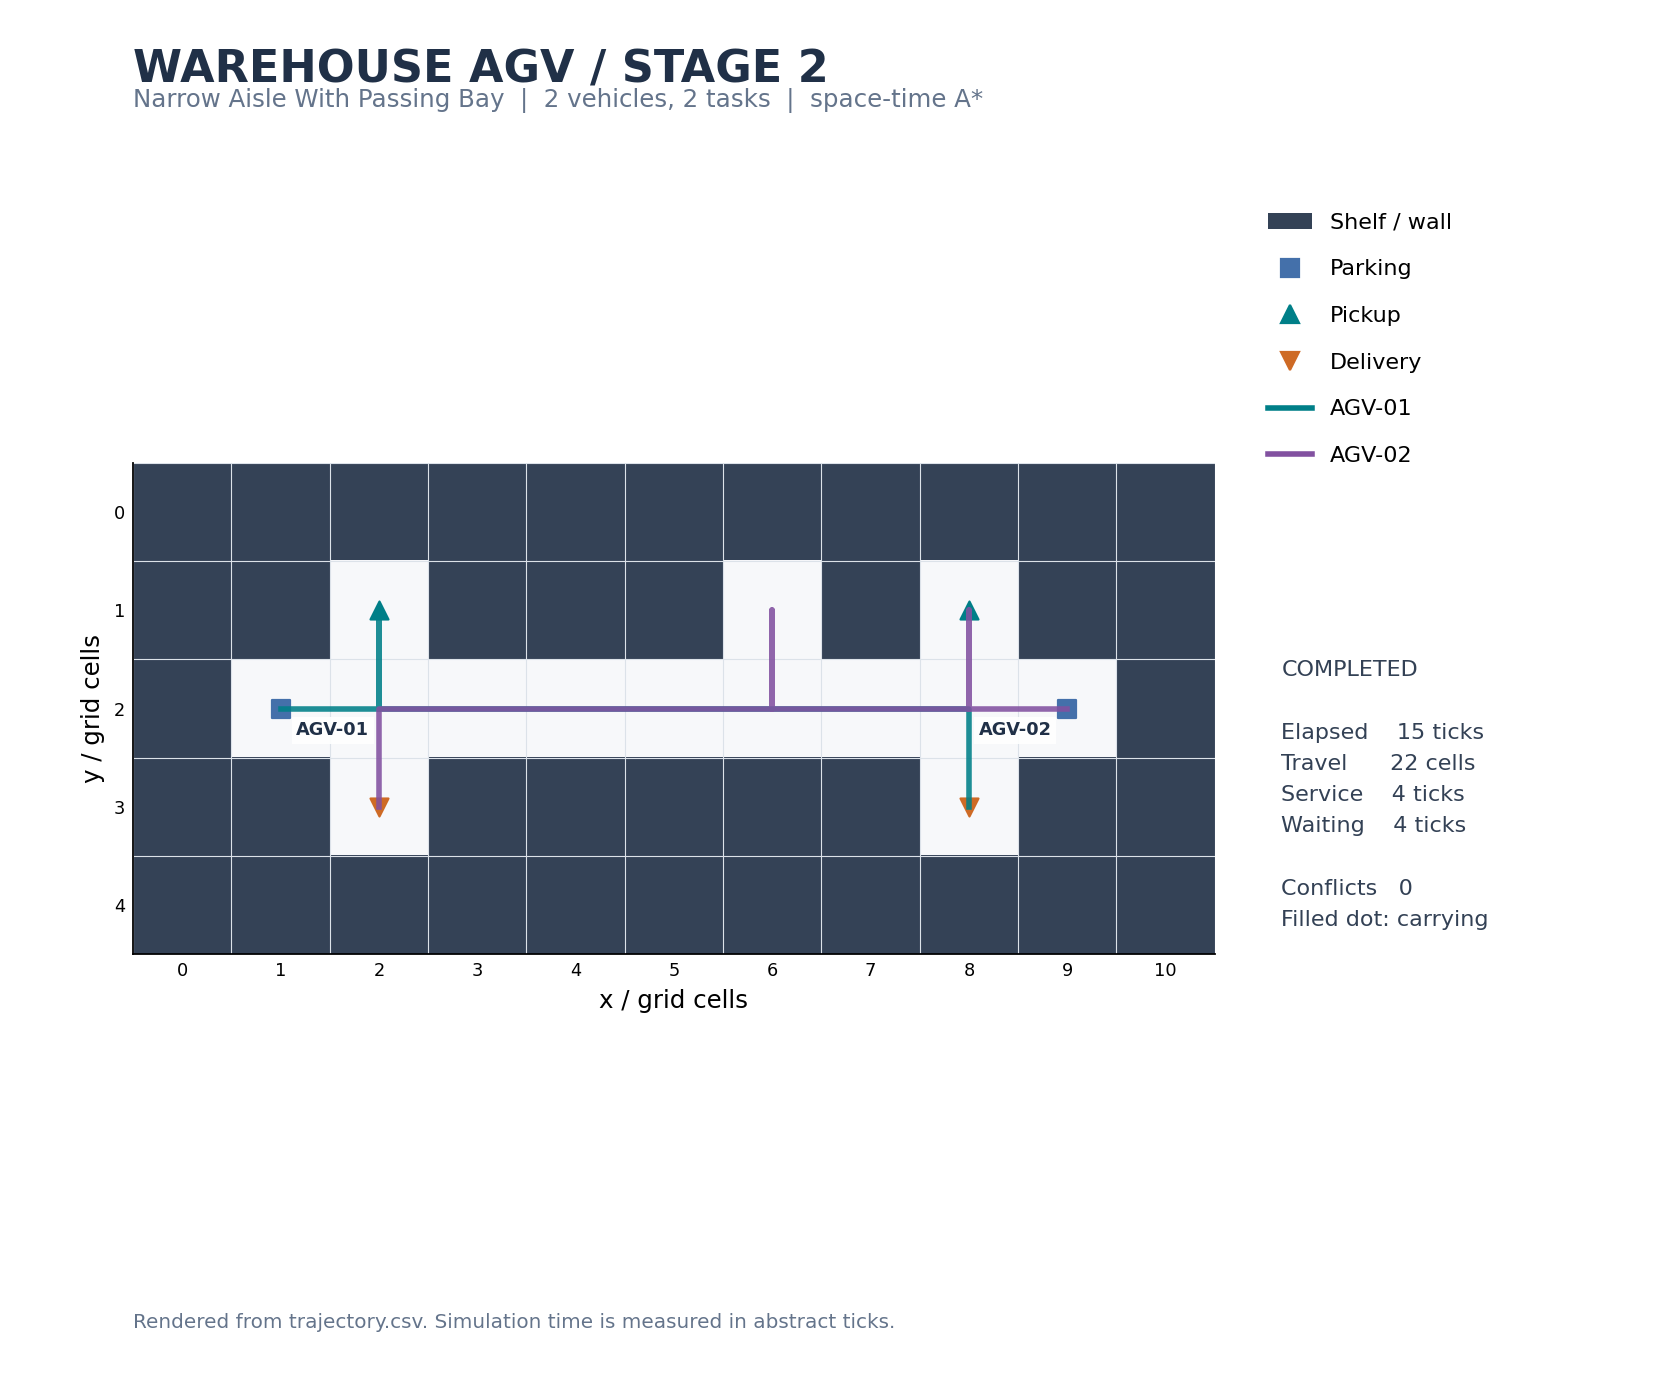 WAREHOUSE AGV / STAGE 2
Narrow Aisle With Passing Bay | 2 vehicles, 2 tasks | space-time A*
Shelf / wall
Parking
Pickup
Delivery
AGV-01
AGV-02
0
1
2
3
4
y / grid cells
AGV-01
AGV-02
0 1 2 3 4 5 6 7 8 9 10
x / grid cells
COMPLETED
Elapsed 15 ticks
Travel 22 cells
Service 4 ticks
Waiting 4 ticks
Conflicts 0
Filled dot: carrying
Rendered from trajectory.csv. Simulation time is measured in abstract ticks.